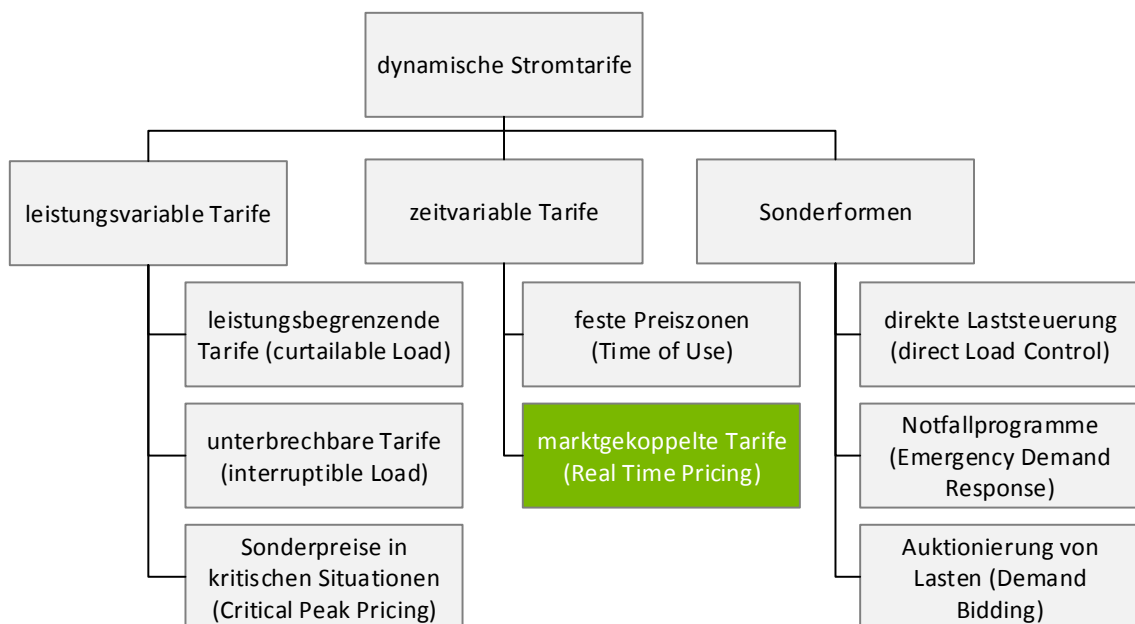 dynamische Stromtarife
leistungsvariable Tarife
zeitvariable Tarife
Sonderformen
leistungsbegrenzende
Tarife (curtailable Load)
feste Preiszonen
(Time of Use)
direkte Laststeuerung
(direct Load Control)
unterbrechbare Tarife
(interruptible Load)
marktgekoppelte Tarife
(Real Time Pricing)
Notfallprogramme
(Emergency Demand
Response)
Sonderpreise in
kritischen Situationen
(Critical Peak Pricing)
Auktionierung von
Lasten (Demand
Bidding)